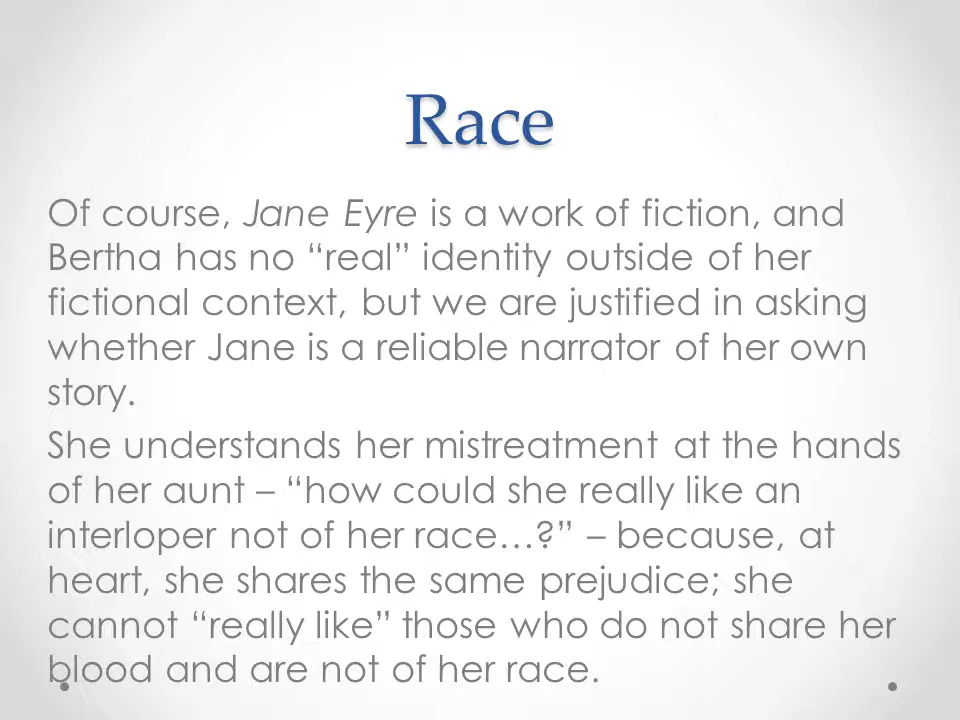 Race
Of course, Jane Eyre is a work of fiction, and
Bertha has no “real” identity outside of her
fictional context, but we are justified in asking
whether Jane is a reliable narrator of her own
story.
She understands her mistreatment at the hands
of her aunt – “how could she really like an
interloper not of her race…?” – because, at
heart, she shares the same prejudice; she
cannot “really like” those who do not share her
blood and are not of her race.